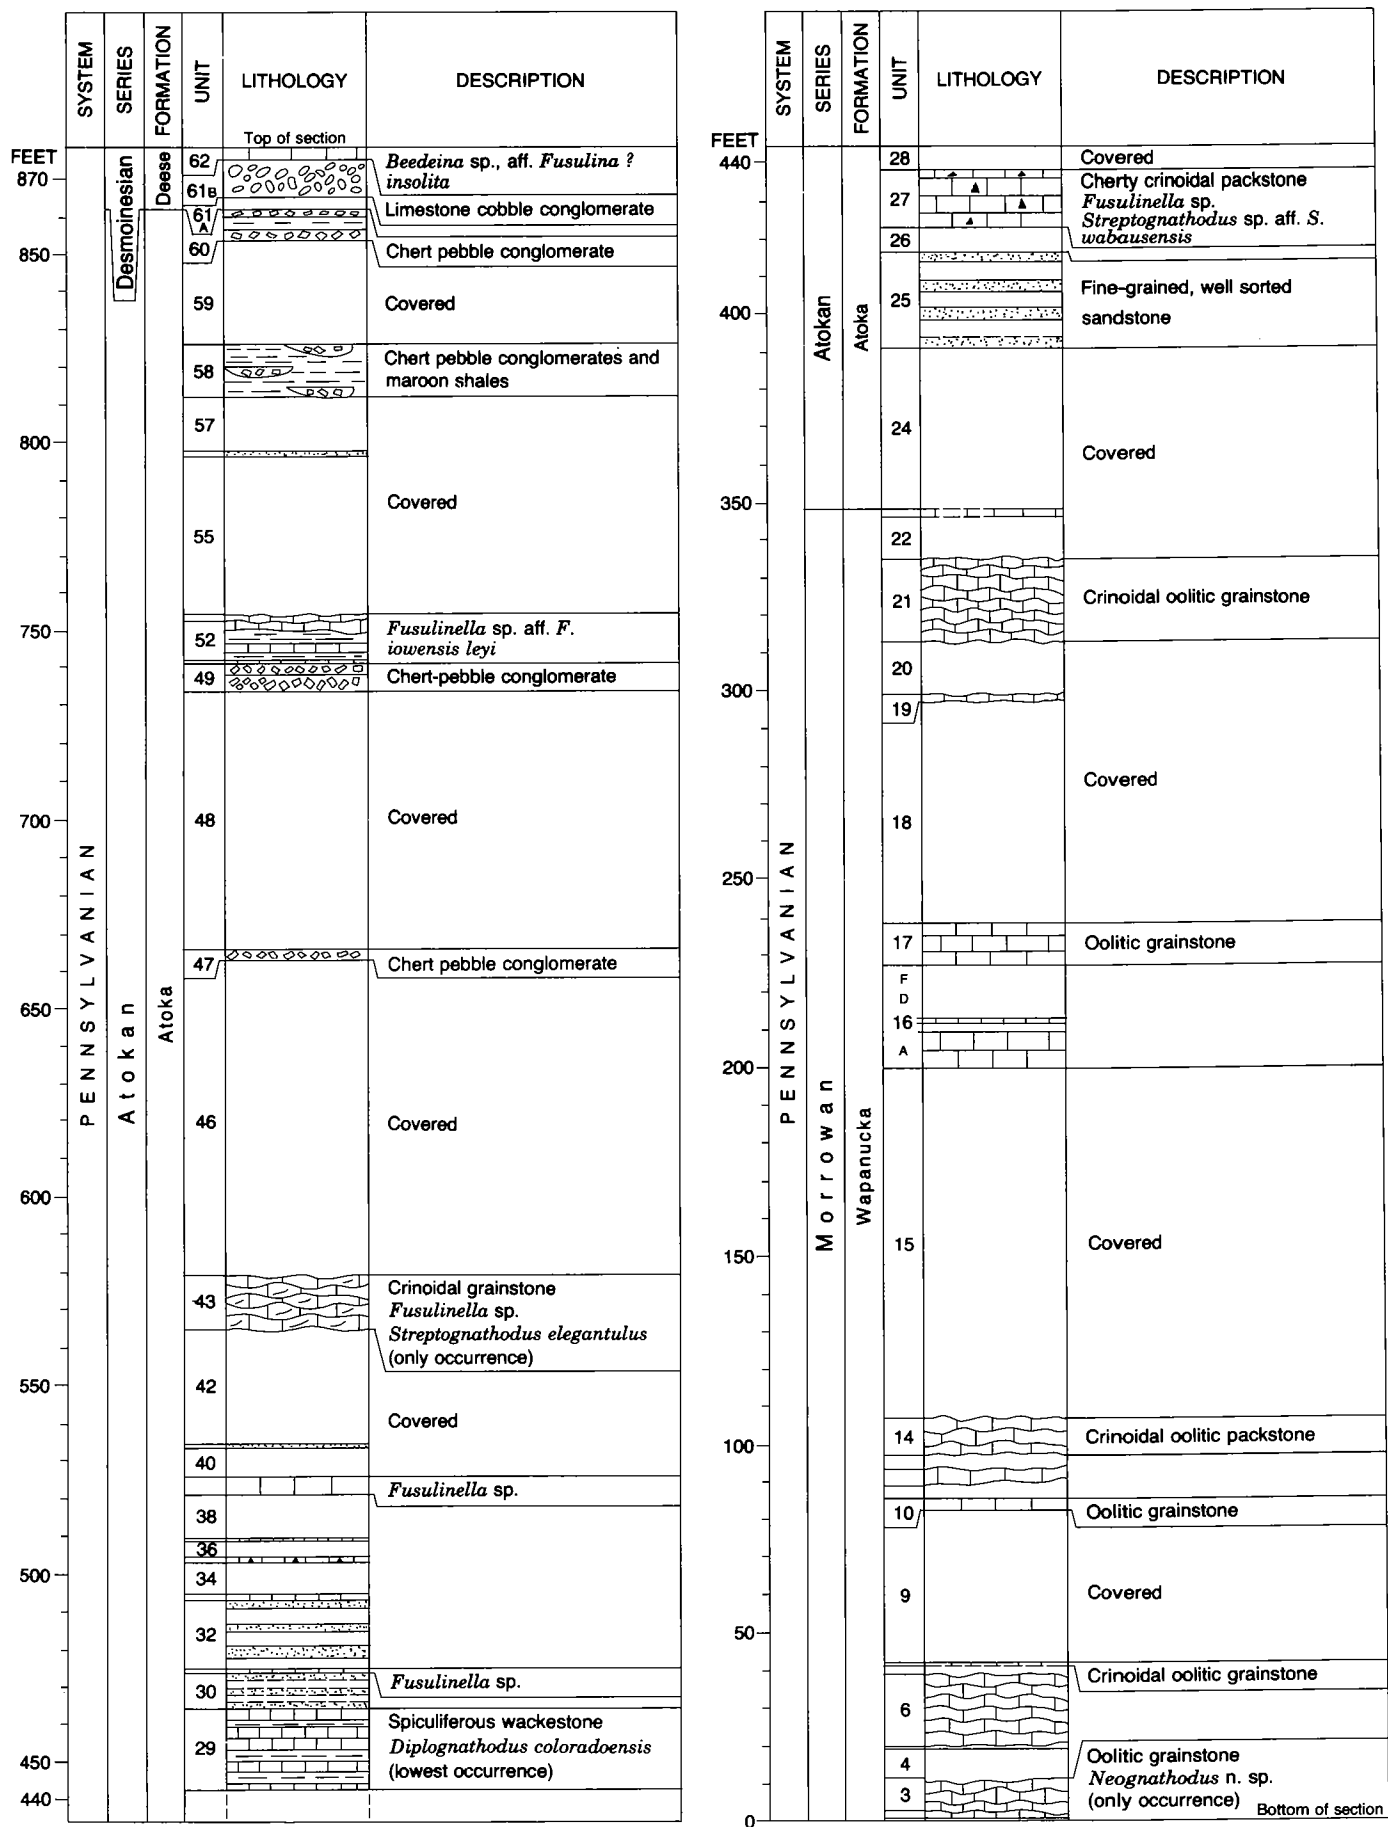 SYSTEM
SERIES
FORMATION
UNIT
LITHOLOGY
DESCRIPTION
Top of section
FEET
870
850
800
750
700
650
600
550
500
450
440
PENNSYLVANIAN
Desmoinesian
Atokan
Deese
Atoka
62
Beedeina sp., aff. Fusulina ?
insolita
61B
61
A
Limestone cobble conglomerate
60
Chert pebble conglomerate
59
Covered
58
Chert pebble conglomerates and
maroon shales
57
55
Covered
52
Fusulinella sp. aff. F.
iowensis leyi
49
Chert-pebble conglomerate
48
Covered
47
Chert pebble conglomerate
46
Covered
43
Crinoidal grainstone
Fusulinella sp.
Streptognathodus elegantulus
(only occurrence)
42
Covered
40
Fusulinella sp.
38
36
34
32
30
Fusulinella sp.
29
Spiculiferous wackestone
Diplognathodus coloradoensis
(lowest occurrence)
SYSTEM
SERIES
FORMATION
UNIT
LITHOLOGY
DESCRIPTION
FEET
440
400
350
300
250
200
150
100
50
0
PENNSYLVANIAN
Atokan
Morrowan
Atoka
Wapanucka
28
Covered
27
Cherty crinoidal packstone
Fusulinella sp.
Streptognathodus sp. aff. S.
wabausensis
26
25
Fine-grained, well sorted
sandstone
24
Covered
22
21
Crinoidal oolitic grainstone
20
19
Covered
18
17
Oolitic grainstone
F
D
16
A
15
Covered
14
Crinoidal oolitic packstone
10
Oolitic grainstone
9
Covered
Crinoidal oolitic grainstone
6
4
Oolitic grainstone
Neognathodus n. sp.
3
(only occurrence)
Bottom of section